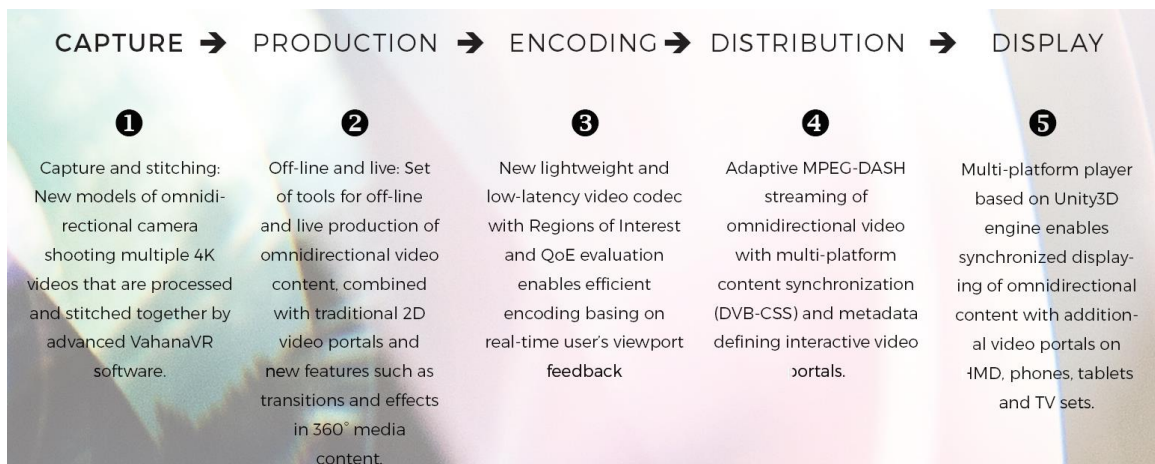 CAPTURE → PRODUCTION → ENCODING → DISTRIBUTION → DISPLAY
❶
Capture and stitching:
New models of omnidi-
rectional camera
shooting multiple 4K
videos that are processed
and stitched together by
advanced VahanaVR
software.
❷
Off-line and live: Set
of tools for off-line
and live production of
omnidirectional video
content, combined
with traditional 2D
video portals and
new features such as
transitions and effects
in 360° media
content.
❸
New lightweight and
low-latency video codec
with Regions of Interest
and QoE evaluation
enables efficient
encoding basing on
real-time user's viewport
feedback
❹
Adaptive MPEG-DASH
streaming of
omnidirectional video
with multi-platform
content synchronization
(DVB-CSS) and metadata
defining interactive video
portals.
❺
Multi-platform player
based on Unity3D
engine enables
synchronized display-
ing of omnidirectional
content with addition-
al video portals on
HMD, phones, tablets
and TV sets.